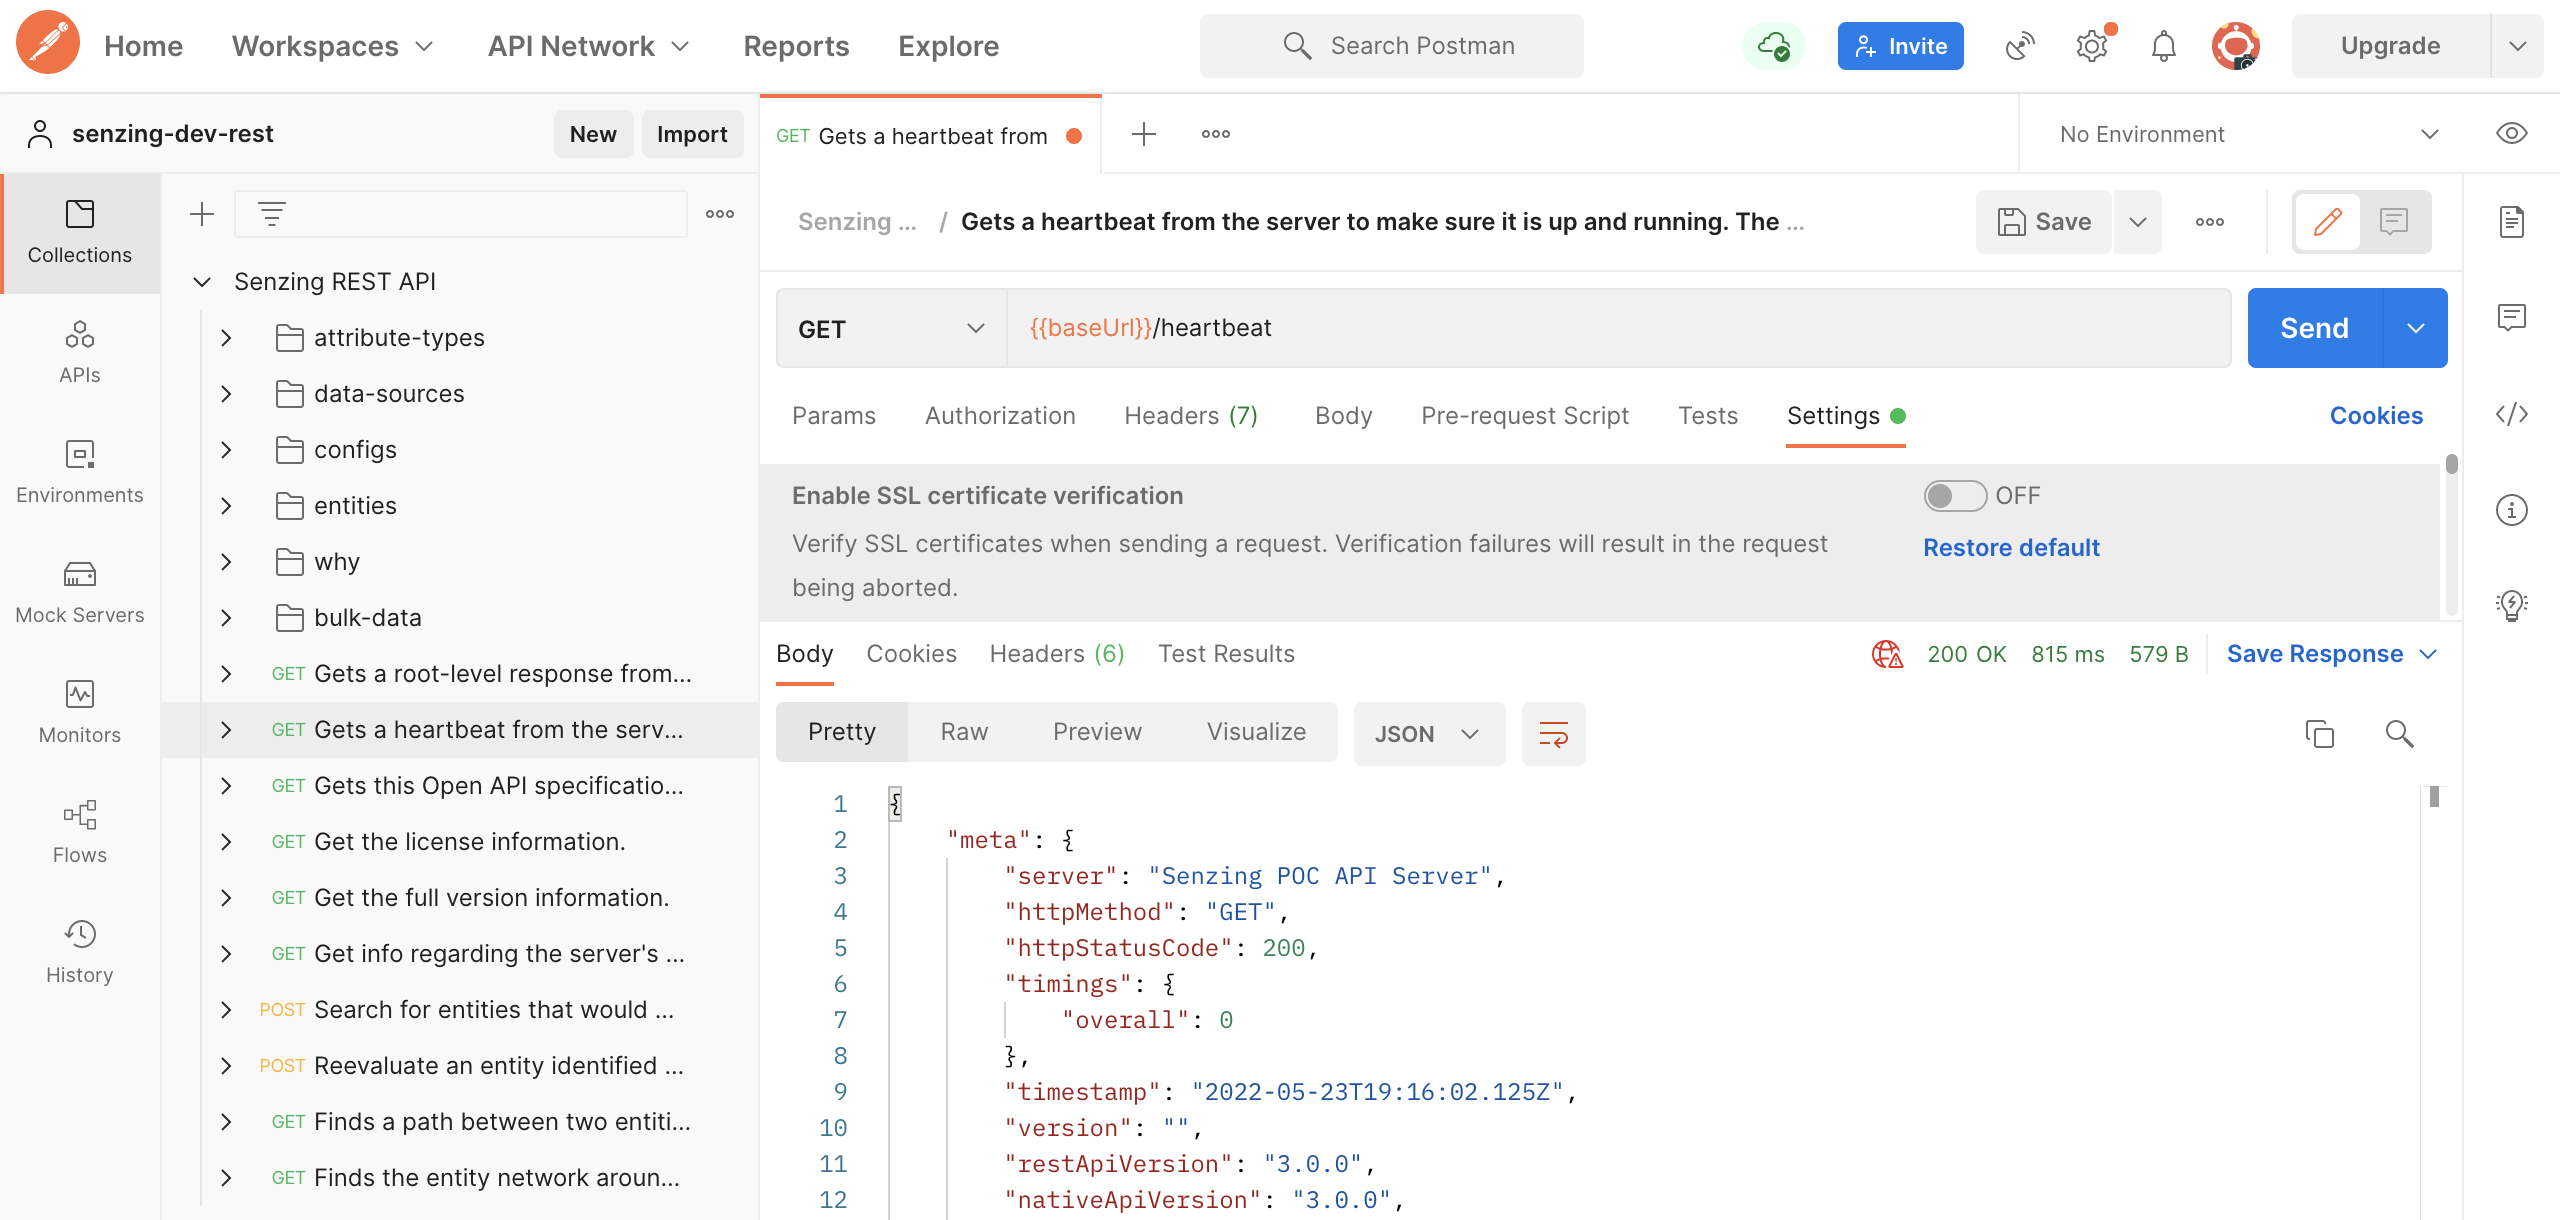 Home Workspaces API Network Reports Explore Search Postman Invite Upgrade
senzing-dev-rest New Import
GET Gets a heartbeat from No Environment
Collections
APIs
Environments
Mock Servers
Monitors
Flows
History
Senzing REST API
attribute-types
data-sources
configs
entities
why
bulk-data
GET Gets a root-level response from...
GET Gets a heartbeat from the serv...
GET Gets this Open API specificatio...
GET Get the license information.
GET Get the full version information.
GET Get info regarding the server's ...
POST Search for entities that would ...
POST Reevaluate an entity identified ...
GET Finds a path between two entiti...
GET Finds the entity network aroun...
Senzing ... / Gets a heartbeat from the server to make sure it is up and running. The ... Save
GET {{baseUrl}}/heartbeat Send
Params Authorization Headers (7) Body Pre-request Script Tests Settings Cookies
Enable SSL certificate verification OFF
Verify SSL certificates when sending a request. Verification failures will result in the request
being aborted.
Restore default
Body Cookies Headers (6) Test Results 200 OK 815 ms 579 B Save Response
Pretty Raw Preview Visualize JSON
1 {
2 "meta": {
3 "server": "Senzing POC API Server",
4 "httpMethod": "GET",
5 "httpStatusCode": 200,
6 "timings": {
7 "overall": 0
8 },
9 "timestamp": "2022-05-23T19:16:02.125Z",
10 "version": "",
11 "restApiVersion": "3.0.0",
12 "nativeApiVersion": "3.0.0",